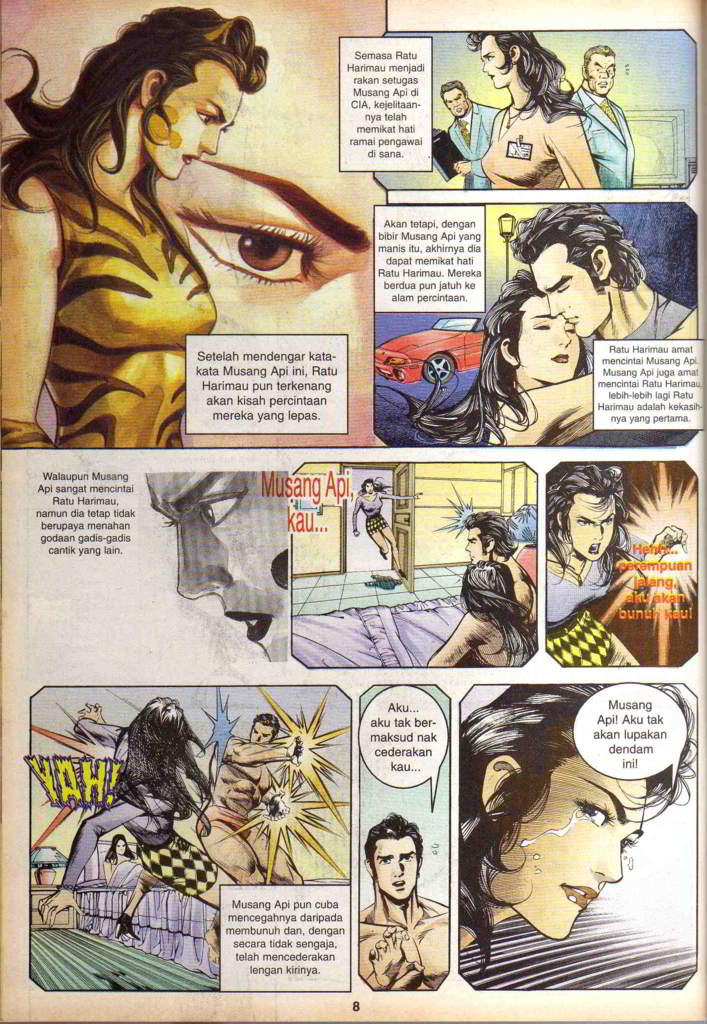 Setelah mendengar kata-
kata Musang Api ini, Ratu
Harimau pun terkenang
akan kisah percintaan
mereka yang lepas.
Semasa Ratu
Harimau menjadi
rakan setugas
Musang Api di
CIA, kejelitaan-
nya telah
memikat hati
ramai pengawai
di sana.
Akan tetapi, dengan
bibir Musang Api yang
manis itu, akhirnya dia
dapat memikat hati
Ratu Harimau. Mereka
berdua pun jatuh ke
alam percintaan.
Ratu Harimau amat
mencintai Musang Api.
Musang Api juga amat
mencintai Ratu Harimau,
lebih-lebih lagi Ratu
Harimau adalah kekasih-
nya yang pertama.
Walaupun Musang
Api sangat mencintai
Ratu Harimau,
namun dia tetap tidak
berupaya menahan
godaan gadis-gadis
cantik yang lain.
Musang Api,
kau...
perempuan
jalang,
aku akan
bunuh kau!
YAH!
Musang Api pun cuba
mencegahnya daripada
membunuh dan, dengan
secara tidak sengaja,
telah mencederakan
lengan kirinya.
Aku...
aku tak ber-
maksud nak
cederakan
kau...
Musang
Api! Aku tak
akan lupakan
dendam
ini!
8